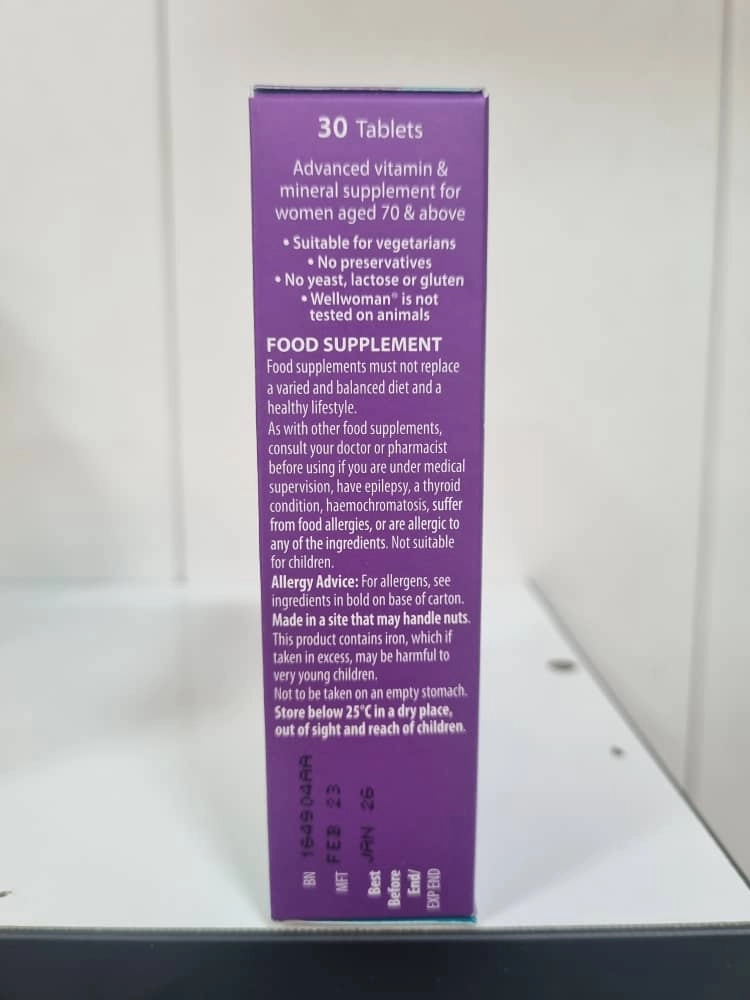 30 Tablets
Advanced vitamin &
mineral supplement for
women aged 70 & above
• Suitable for vegetarians
• No preservatives
• No yeast, lactose or gluten
• Wellwoman® is not
tested on animals
FOOD SUPPLEMENT
Food supplements must not replace
a varied and balanced diet and a
healthy lifestyle.
As with other food supplements,
consult your doctor or pharmacist
before using if you are under medical
supervision, have epilepsy, a thyroid
condition, haemochromatosis, suffer
from food allergies, or are allergic to
any of the ingredients. Not suitable
for children.
Allergy Advice: For allergens, see
ingredients in bold on base of carton.
Made in a site that may handle nuts.
This product contains iron, which if
taken in excess, may be harmful to
very young children.
Not to be taken on an empty stomach.
Store below 25°C in a dry place,
out of sight and reach of children.
BN 164904AA
MFT FEB 23
Best JAN 26
Before
End/
EXP END